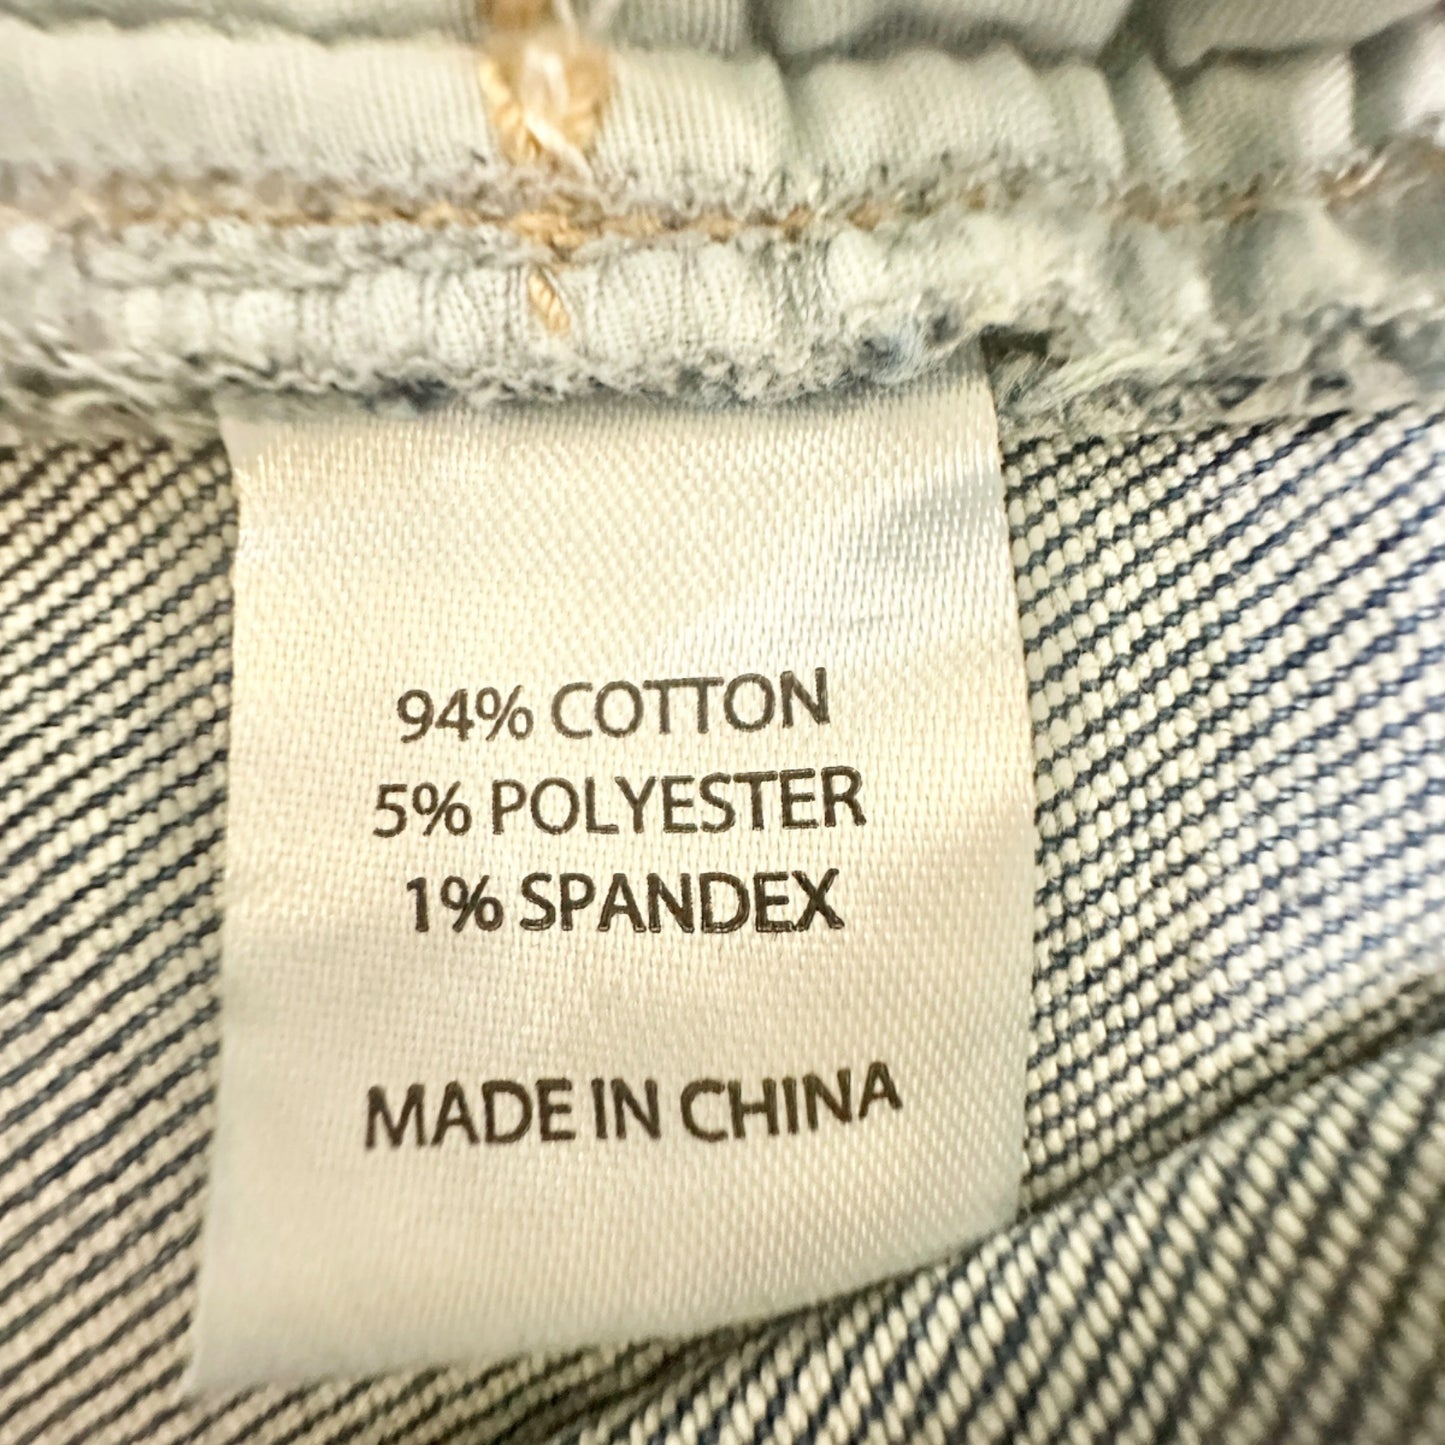 94% COTTON
5% POLYESTER
1% SPANDEX
MADE IN CHINA